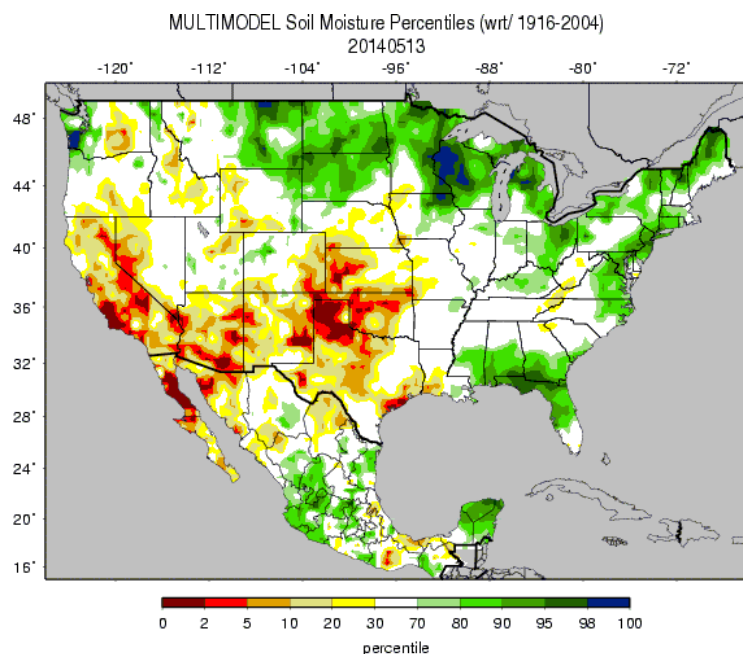 MULTIMODEL Soil Moisture Percentiles (wrt/ 1916-2004)
20140513
-120˚ -112˚ -104˚ -96˚ -88˚ -80˚ -72˚
48˚
44˚
40˚
36˚
32˚
28˚
24˚
20˚
16˚
0 2 5 10 20 30 70 80 90 95 98 100
percentile